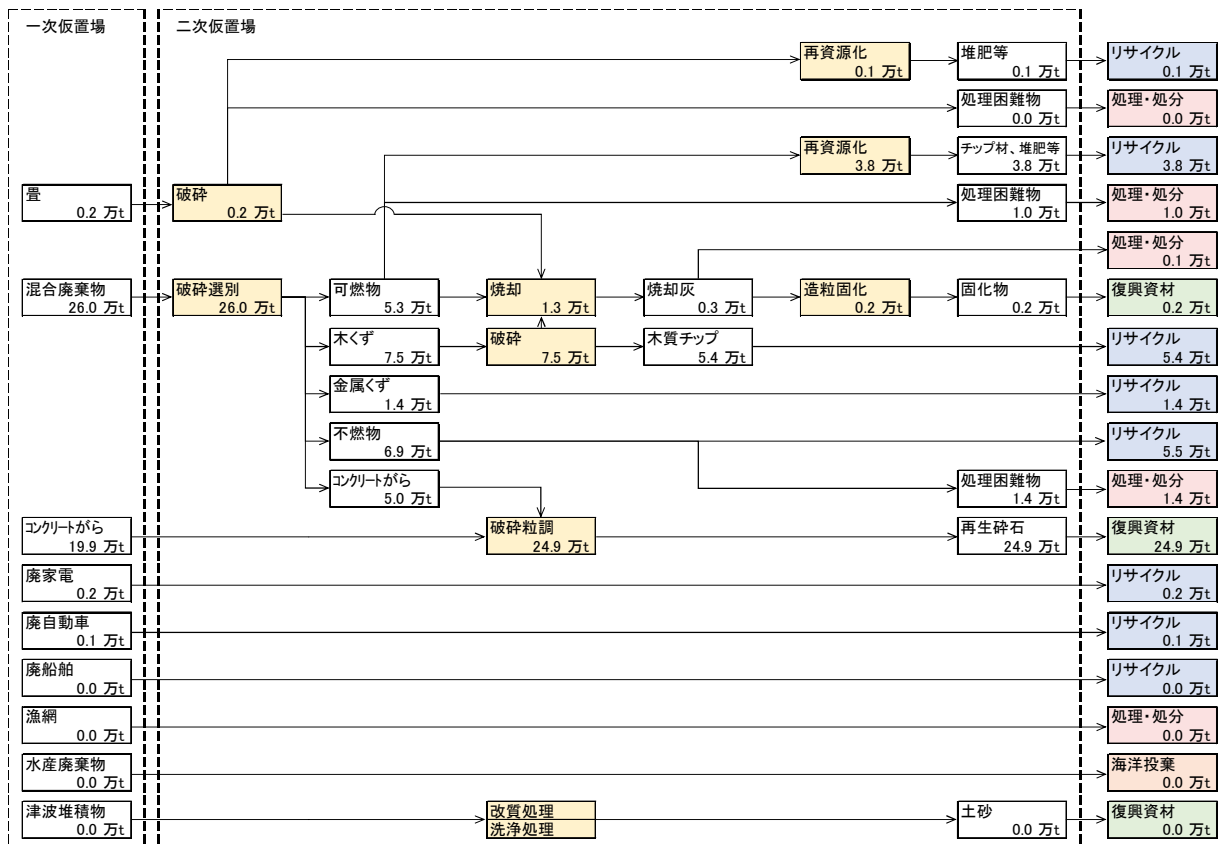 一次仮置場
二次仮置場
再資源化
0.1 万t
堆肥等
0.1 万t
リサイクル
0.1 万t
処理困難物
0.0 万t
処理・処分
0.0 万t
再資源化
3.8 万t
チップ材、堆肥等
3.8 万t
リサイクル
3.8 万t
畳
0.2 万t
破砕
0.2 万t
処理困難物
1.0 万t
処理・処分
1.0 万t
処理・処分
0.1 万t
混合廃棄物
26.0 万t
破砕選別
26.0 万t
可燃物
5.3 万t
焼却
1.3 万t
焼却灰
0.3 万t
造粒固化
0.2 万t
固化物
0.2 万t
復興資材
0.2 万t
木くず
7.5 万t
破砕
7.5 万t
木質チップ
5.4 万t
リサイクル
5.4 万t
金属くず
1.4 万t
リサイクル
1.4 万t
不燃物
6.9 万t
リサイクル
5.5 万t
コンクリートがら
5.0 万t
処理困難物
1.4 万t
処理・処分
1.4 万t
コンクリートがら
19.9 万t
破砕粒調
24.9 万t
再生砕石
24.9 万t
復興資材
24.9 万t
廃家電
0.2 万t
リサイクル
0.2 万t
廃自動車
0.1 万t
リサイクル
0.1 万t
廃船舶
0.0 万t
リサイクル
0.0 万t
漁網
0.0 万t
処理・処分
0.0 万t
水産廃棄物
0.0 万t
海洋投棄
0.0 万t
津波堆積物
0.0 万t
改質処理
洗浄処理
土砂
0.0 万t
復興資材
0.0 万t